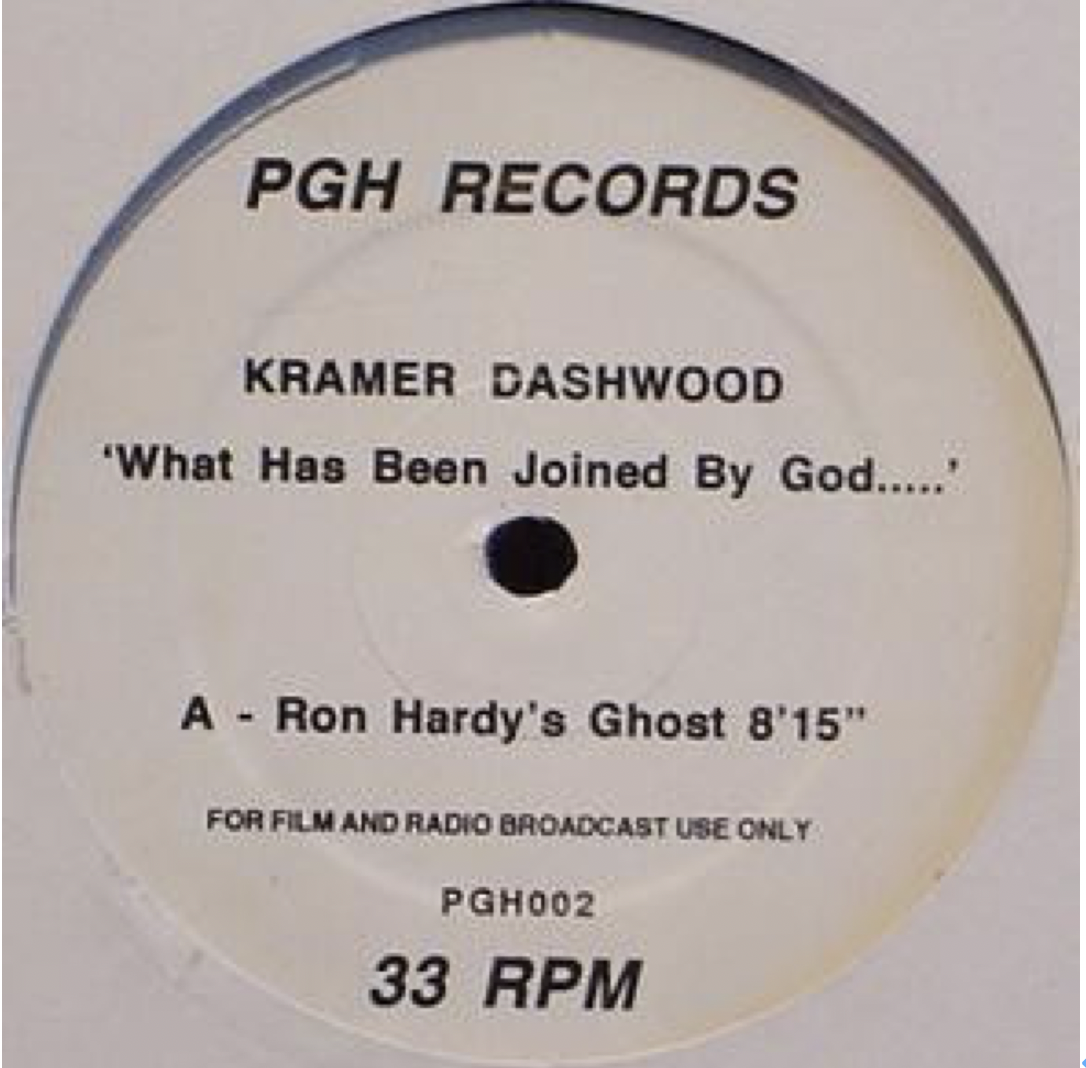 PGH RECORDS
KRAMER DASHWOOD
‘What Has Been Joined By God.....’
A - Ron Hardy’s Ghost 8’15”
FOR FILM AND RADIO BROADCAST USE ONLY
PGH002
33 RPM